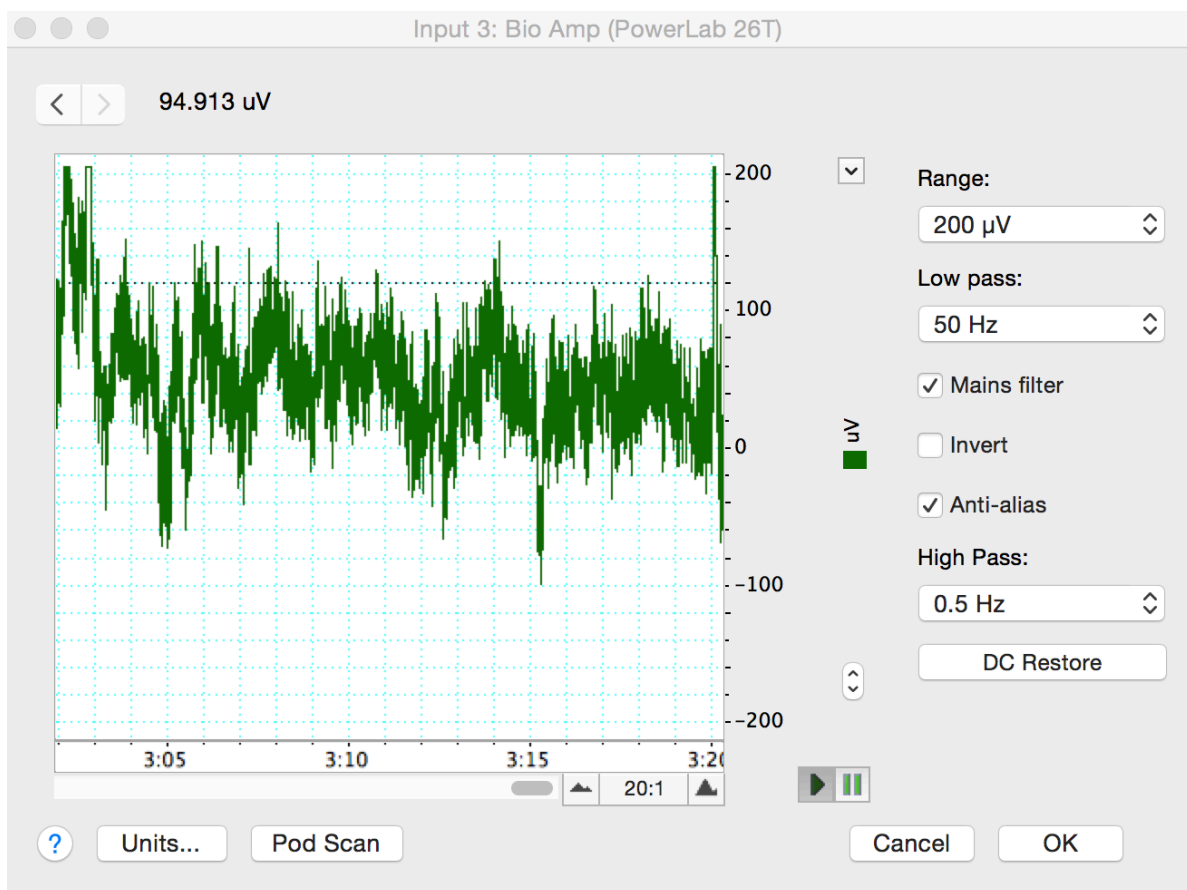 Input 3: Bio Amp (PowerLab 26T)
94.913 uV
200
100
0
-100
-200
3:05
3:10
3:15
3:20
20:1
uV
Range:
200 µV
Low pass:
50 Hz
Mains filter
Invert
Anti-alias
High Pass:
0.5 Hz
DC Restore
?
Units...
Pod Scan
Cancel
OK